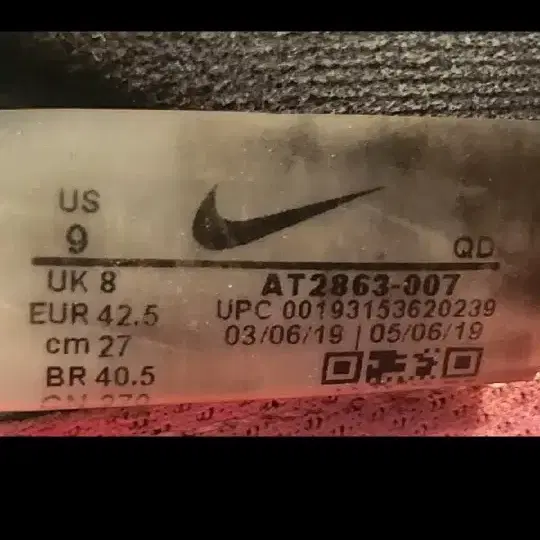 US
9
QD
UK 8
AT2863-007
EUR 42.5
UPC 00193153620239
cm 27
03/06/19 | 05/06/19
BR 40.5